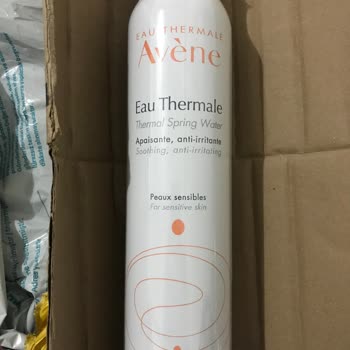 EAU THERMALE
Avène
Eau Thermale
Thermal Spring Water
Apaisante, anti-irritante
Soothing, anti-irritating
Peaux sensibles
For sensitive skin